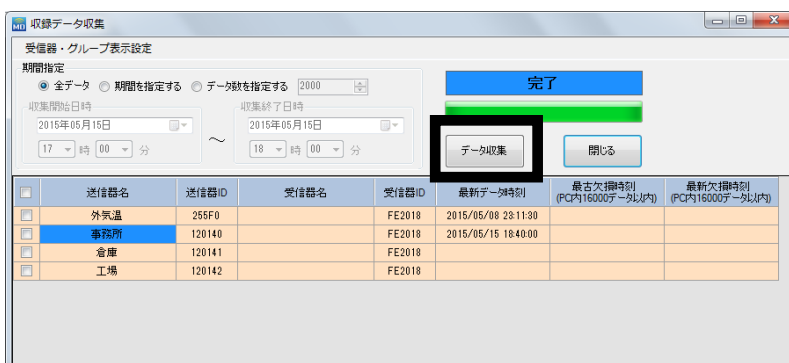 MD 収録データ収集
受信器・グループ表示設定
期間指定
全データ 期間を指定する データ数を指定する 2000
完了
収集開始日時 収集終了日時
2015年05月15日 ～ 2015年05月15日
17 時 00 分 18 時 00 分
データ収集 閉じる
送信器名 送信器ID 受信器名 受信器ID 最新データ時刻 最古欠損時刻 (PC内16000データ以内) 最新欠損時刻 (PC内16000データ以内)
外気温 255F0 FE2018 2015/05/08 23:11:30
事務所 120140 FE2018 2015/05/15 18:40:00
倉庫 120141 FE2018
工場 120142 FE2018